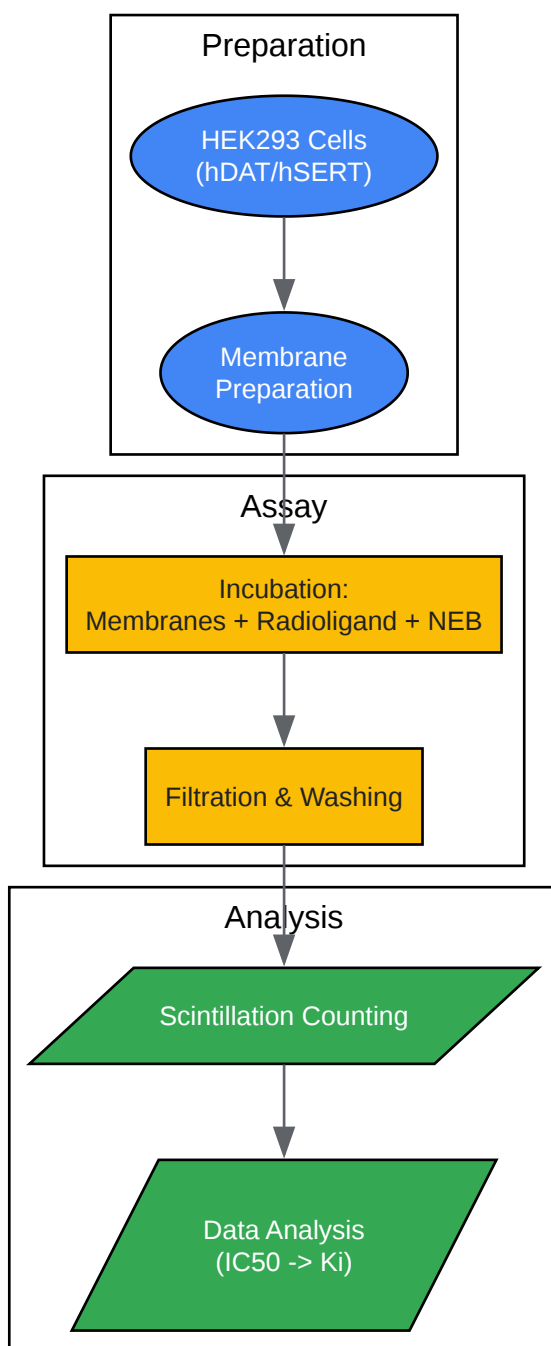 Preparation
HEK293 Cells
(hDAT/hSERT)
Membrane
Preparation
Assay
Incubation:
Membranes + Radioligand + NEB
Filtration & Washing
Analysis
Scintillation Counting
Data Analysis
(IC50 -> Ki)